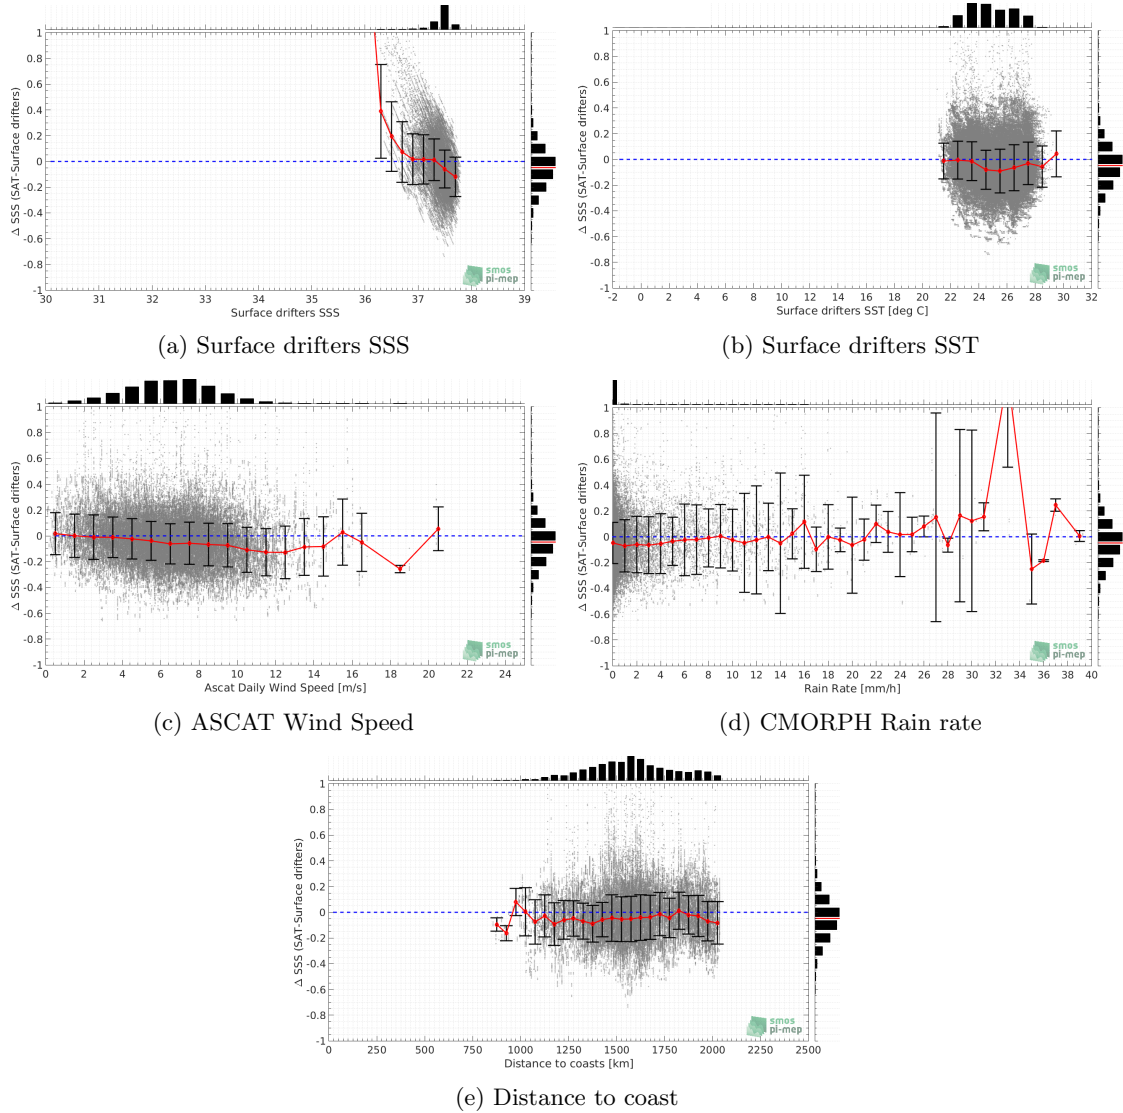 1
0.8
0.6
0.4
0.2
0
-0.2
-0.4
-0.6
-0.8
-1
Δ SSS (SAT-Surface drifters)
30 31 32 33 34 35 36 37 38 39
Surface drifters SSS
smos
pi-mep
(a) Surface drifters SSS
1
0.8
0.6
0.4
0.2
0
-0.2
-0.4
-0.6
-0.8
-1
Δ SSS (SAT-Surface drifters)
-2 0 2 4 6 8 10 12 14 16 18 20 22 24 26 28 30 32
Surface drifters SST [deg C]
smos
pi-mep
(b) Surface drifters SST
1
0.8
0.6
0.4
0.2
0
-0.2
-0.4
-0.6
-0.8
-1
Δ SSS (SAT-Surface drifters)
0 2 4 6 8 10 12 14 16 18 20 22 24
Ascat Daily Wind Speed [m/s]
smos
pi-mep
(c) ASCAT Wind Speed
1
0.8
0.6
0.4
0.2
0
-0.2
-0.4
-0.6
-0.8
-1
Δ SSS (SAT-Surface drifters)
0 2 4 6 8 10 12 14 16 18 20 22 24 26 28 30 32 34 36 38 40
Rain Rate [mm/h]
smos
pi-mep
(d) CMORPH Rain rate
1
0.8
0.6
0.4
0.2
0
-0.2
-0.4
-0.6
-0.8
-1
Δ SSS (SAT-Surface drifters)
0 250 500 750 1000 1250 1500 1750 2000 2250 2500
Distance to coasts [km]
smos
pi-mep
(e) Distance to coast